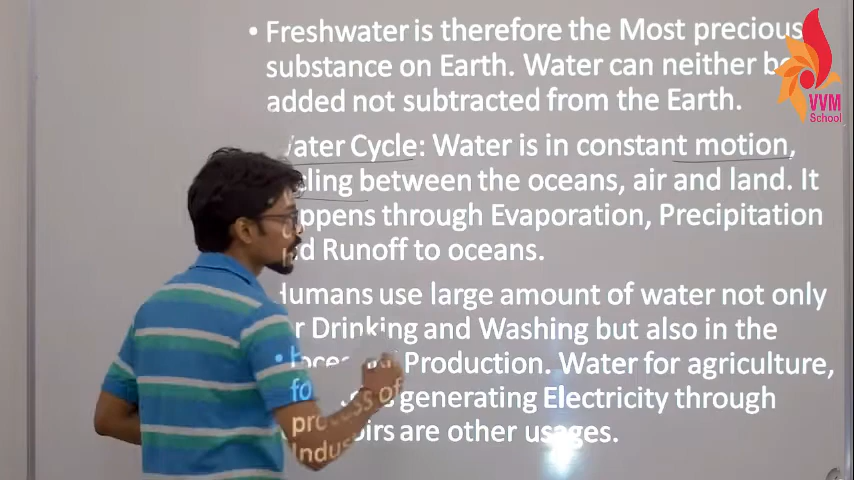 • Freshwater is therefore the Most precious
substance on Earth. Water can neither be
added not subtracted from the Earth.
Water Cycle: Water is in constant motion,
between the oceans, air and land. It
through Evaporation, Precipitation
Runoff to oceans.
Humans use large amount of water not only
Drinking and Washing but also in the
Production. Water for agriculture,
generating Electricity through
are other usages.
VVM
School